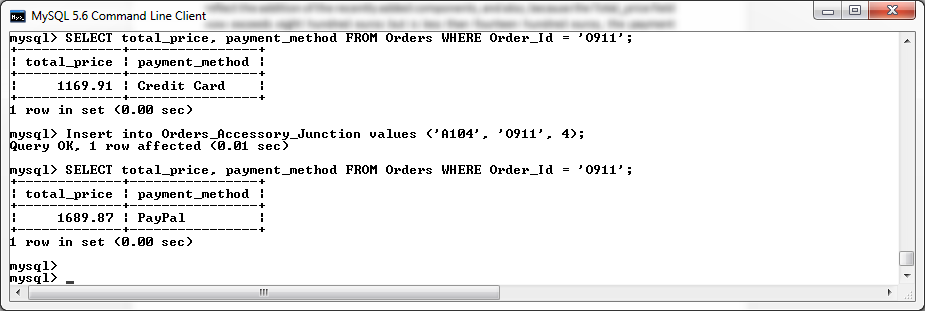 MySQL 5.6 Command Line Client
mysql> SELECT total_price, payment_method FROM Orders WHERE Order_Id = 'O911';
+-------------+----------------+
| total_price | payment_method |
+-------------+----------------+
|     1169.91 | Credit Card    |
+-------------+----------------+
1 row in set (0.00 sec)
mysql> Insert into Orders_Accessory_Junction values ('A104', 'O911', 4);
Query OK, 1 row affected (0.01 sec)
mysql> SELECT total_price, payment_method FROM Orders WHERE Order_Id = 'O911';
+-------------+----------------+
| total_price | payment_method |
+-------------+----------------+
|     1689.87 | PayPal         |
+-------------+----------------+
1 row in set (0.00 sec)
mysql>
mysql> _